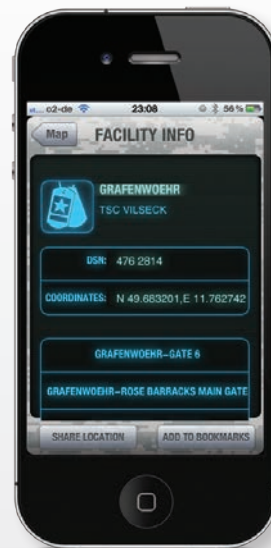 o2-de 23:08 56%
Map FACILITY INFO
GRAFENWOEHR
TSC VILSECK
DSN: 476 2814
COORDINATES: N 49.683201,E 11.762742
GRAFENWOEHR-GATE 6
GRAFENWOEHR-ROSE BARRACKS MAIN GATE
SHARE LOCATION ADD TO BOOKMARKS